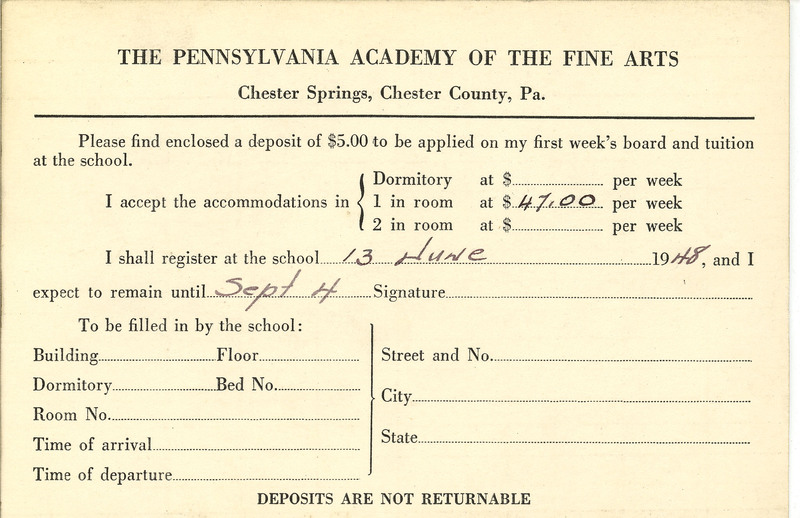 THE PENNSYLVANIA ACADEMY OF THE FINE ARTS
Chester Springs, Chester County, Pa.
Please find enclosed a deposit of $5.00 to be applied on my first week's board and tuition
at the school.
I accept the accommodations in
Dormitory at $ per week
1 in room at $ 47.00 per week
2 in room at $ per week
I shall register at the school 13 June 1948, and I
expect to remain until Sept 4 Signature
To be filled in by the school:
Building Floor
Dormitory Bed No.
Room No.
Time of arrival
Time of departure
Street and No.
City
State
DEPOSITS ARE NOT RETURNABLE